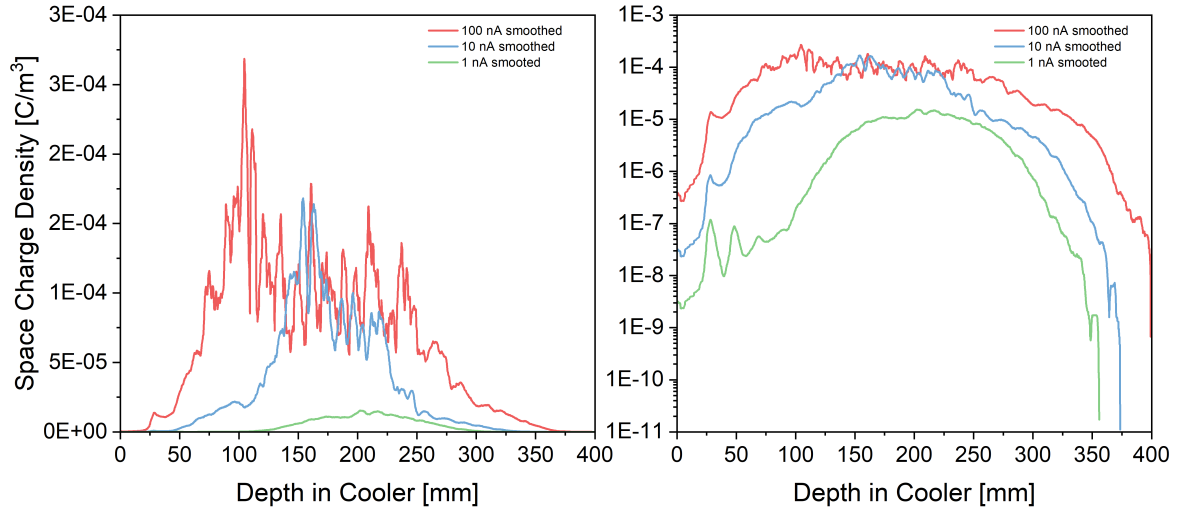 Space Charge Density [C/m³]
3E-04
3E-04
2E-04
2E-04
1E-04
5E-05
0E+00
100 nA smoothed
10 nA smoothed
1 nA smooted
0 50 100 150 200 250 300 350 400
Depth in Cooler [mm]
1E-3
1E-4
1E-5
1E-6
1E-7
1E-8
1E-9
1E-10
1E-11
100 nA smoothed
10 nA smoothed
1 nA smooted
0 50 100 150 200 250 300 350 400
Depth in Cooler [mm]